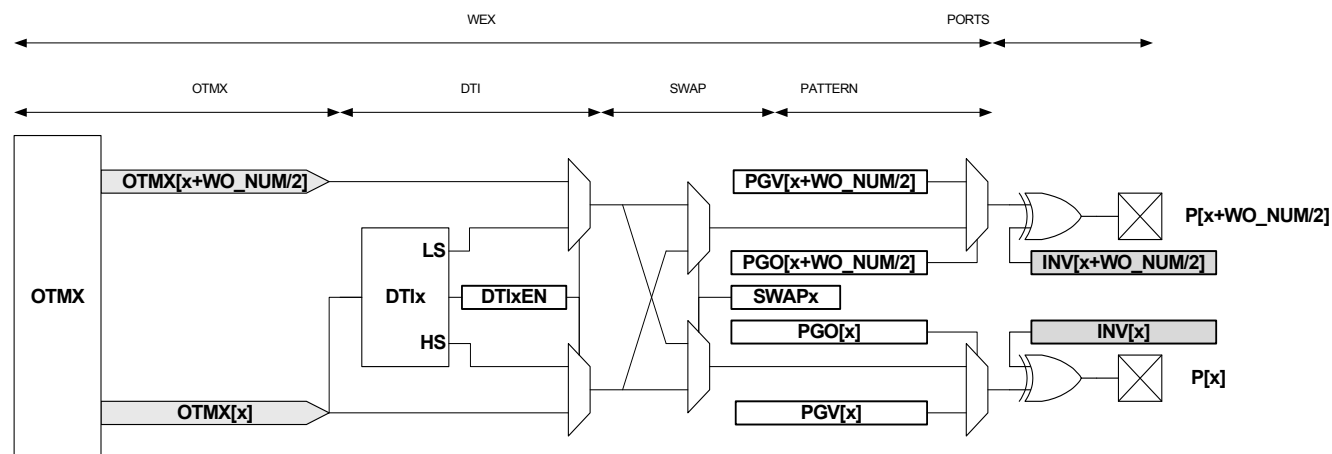 WEX PORTS
OTMX DTI SWAP PATTERN
OTMX[x+WO_NUM/2] PGV[x+WO_NUM/2]
P[x+WO_NUM/2]
LS
PGO[x+WO_NUM/2] INV[x+WO_NUM/2]
OTMX DTIx DTIxEN SWAPx
HS PGO[x] INV[x]
P[x]
OTMX[x] PGV[x]